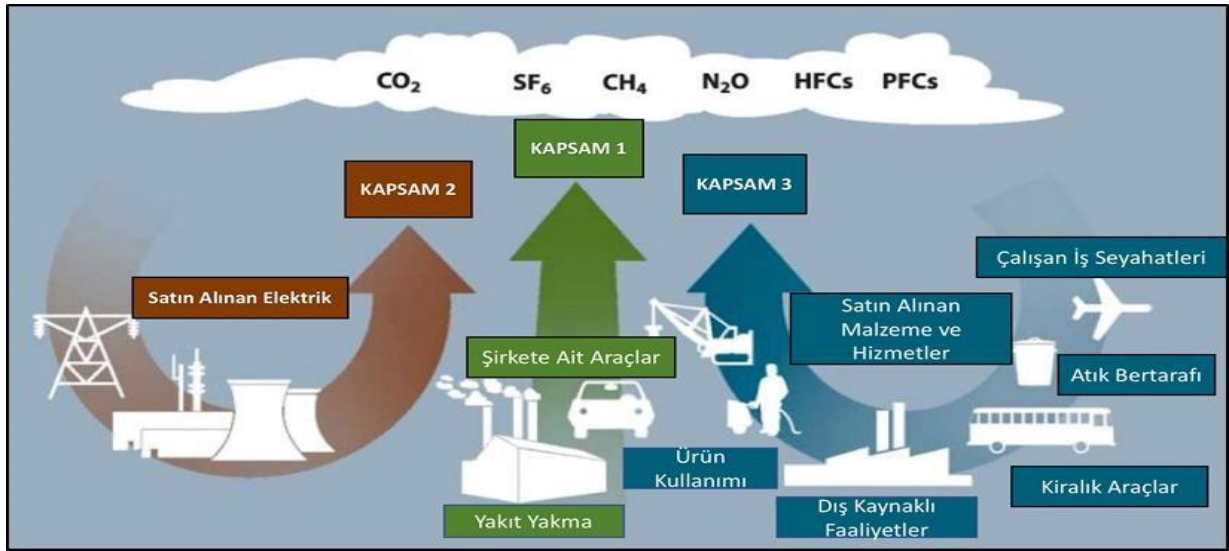 CO₂ SF₆ CH₄ N₂O HFCs PFCs
KAPSAM 1
KAPSAM 2
KAPSAM 3
Çalışan İş Seyahatleri
Satın Alınan Elektrik
Satın Alınan
Malzeme ve
Hizmetler
Şirkete Ait Araçlar
Atık Bertarafı
Ürün
Kullanımı
Kiralık Araçlar
Yakıt Yakma
Dış Kaynaklı
Faaliyetler